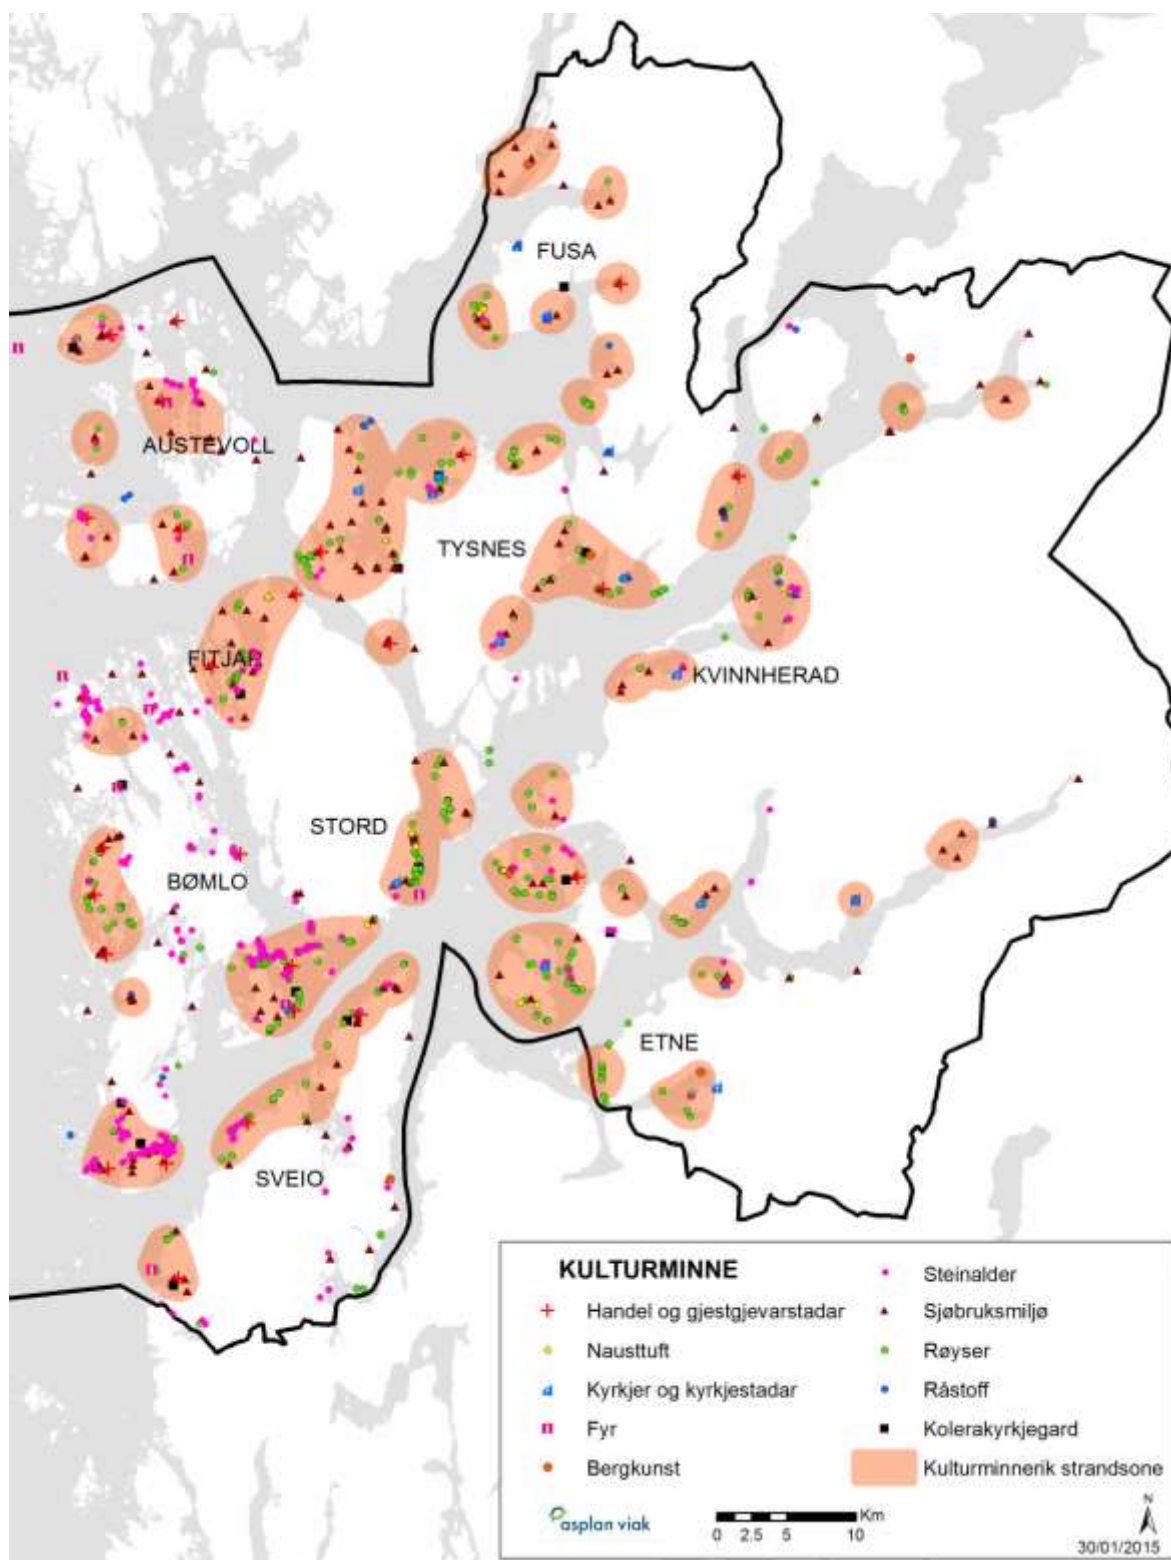 FUSA
AUSTEVOLL
TYSNES
FITJAR
KVINNHERAD
STORD
BØMLO
ETNE
SVEIO
KULTURMINNE
Handel og gjestgjevarstadar
Nausttuft
Kyrkjer og kyrkjestadar
Fyr
Bergkunst
Steinalder
Sjøbruksmiljø
Røyser
Råstoff
Kolerakyrkjegard
Kulturminnerik strandsone
asplan viak
Km
0 2.5 5 10
N
30/01/2015